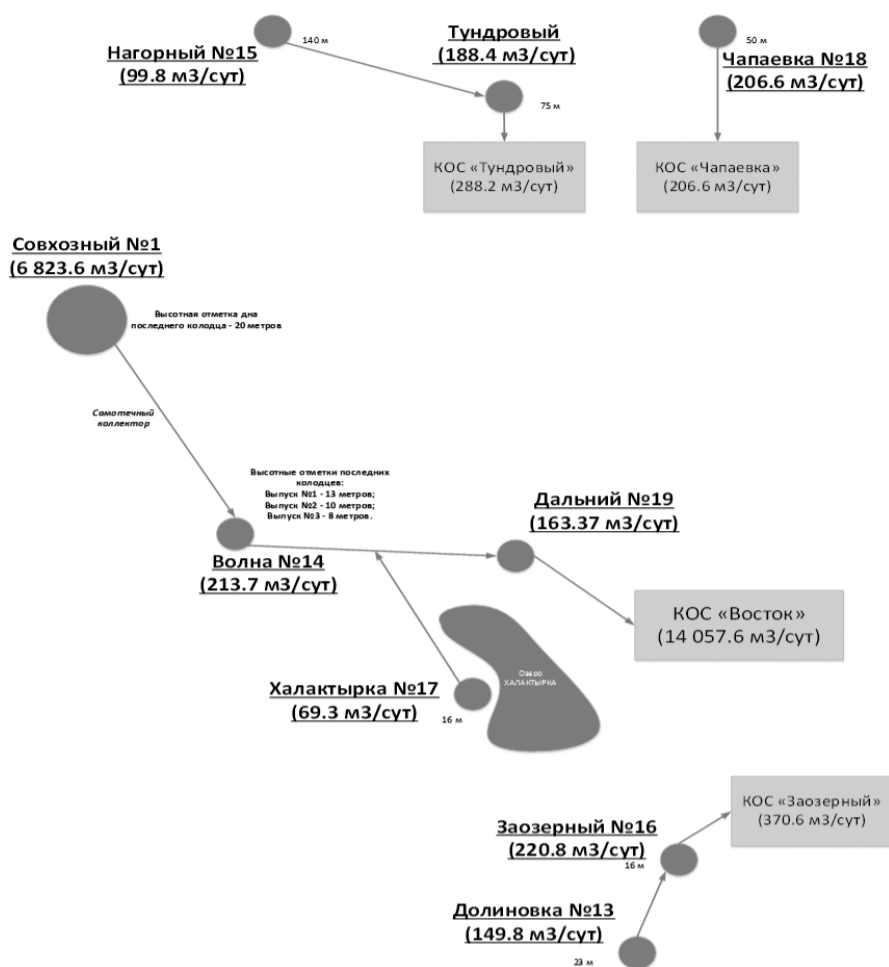 Нагорный №15
(99.8 м3/сут)
140 м
Тундровый
(188.4 м3/сут)
75 м
50 м
Чапаевка №18
(206.6 м3/сут)
КОС «Тундровый»
(288.2 м3/сут)
КОС «Чапаевка»
(206.6 м3/сут)
Совхозный №1
(6 823.6 м3/сут)
Высотная отметка дна
последнего колодца - 20 метров
Самотечный
коллектор
Высотные отметки последних
колодцев:
Выпуск №1 - 13 метров;
Выпуск №2 - 10 метров;
Выпуск №3 - 8 метров.
Волна №14
(213.7 м3/сут)
Дальний №19
(163.37 м3/сут)
КОС «Восток»
(14 057.6 м3/сут)
Халактырка №17
(69.3 м3/сут)
16 м
Озеро
ХАЛАКТЫРКА
КОС «Заозерный»
(370.6 м3/сут)
Заозерный №16
(220.8 м3/сут)
16 м
Долиновка №13
(149.8 м3/сут)
23 м